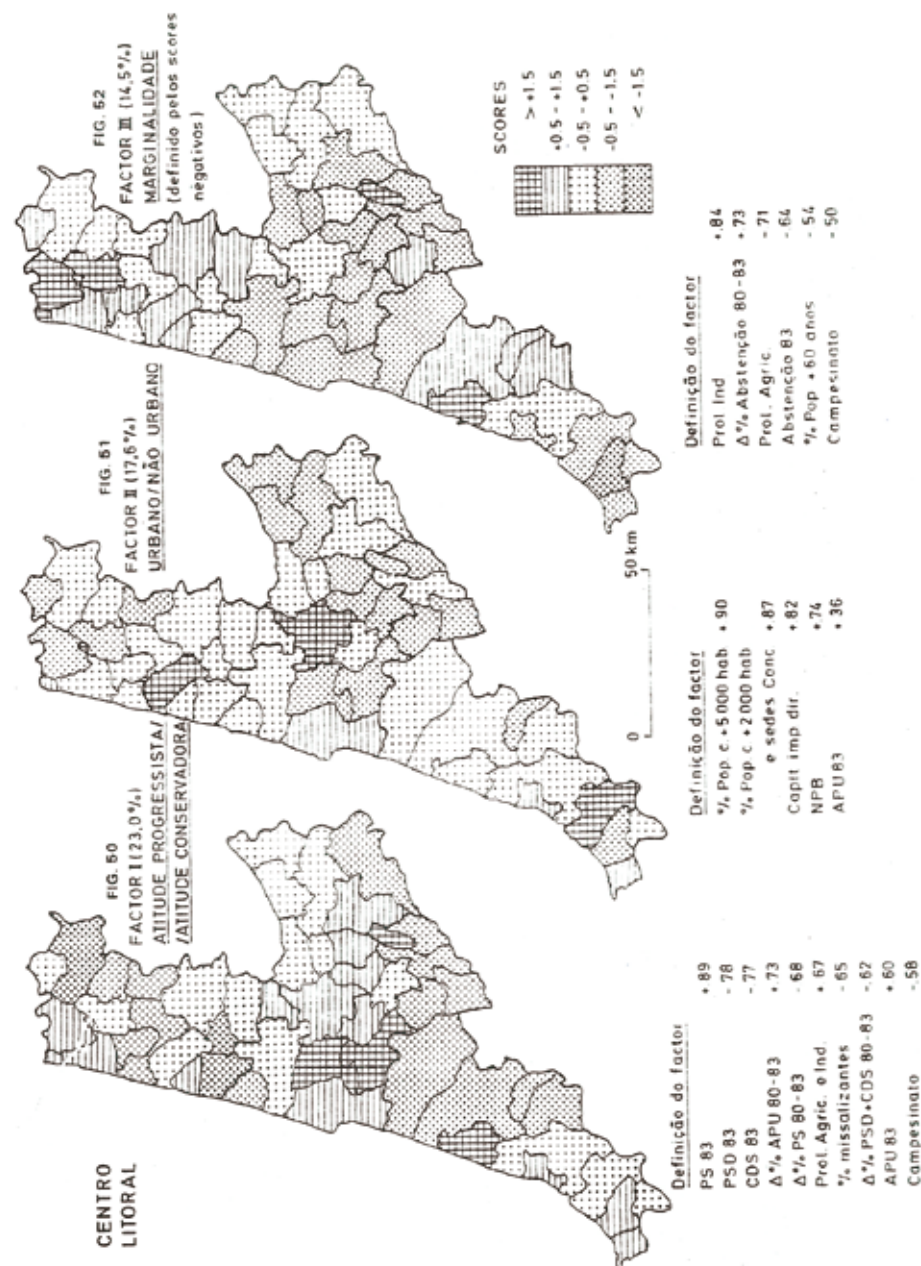 CENTRO
LITORAL
FIG. 50
FACTOR I (23,0%)
ATITUDE PROGRESSISTA/
/ATITUDE CONSERVADORA
Definição do factor
PS 83 +.89
PSD 83 -.78
CDS 83 -.77
Δ% APU 80-83 +.73
Δ% PS 80-83 -.68
Prol. Agric. e Ind. +.67
% missalizantes -.65
Δ% PSD+CDS 80-83 -.62
APU 83 +.60
Campesinato -.58
FIG. 51
FACTOR II (17,6%)
URBANO/NÃO URBANO
0 50 km
Definição do factor
% Pop. c. +5000 hab +.90
% Pop c +2000 hab
e sedes Conc +.87
Capit imp dir. +.82
NPB +.74
APU 83 +.36
FIG. 52
FACTOR III (14,5%)
MARGINALIDADE
(definido pelos scores
negativos)
SCORES
> +1.5
+0.5 - +1.5
-0.5 - +0.5
-0.5 - -1.5
< -1.5
Definição do factor
Prol Ind +.84
Δ% Abstenção 80-83 +.73
Prol. Agric. -.71
Abstenção 83 -.64
% Pop +60 anos -.54
Campesinato -.50